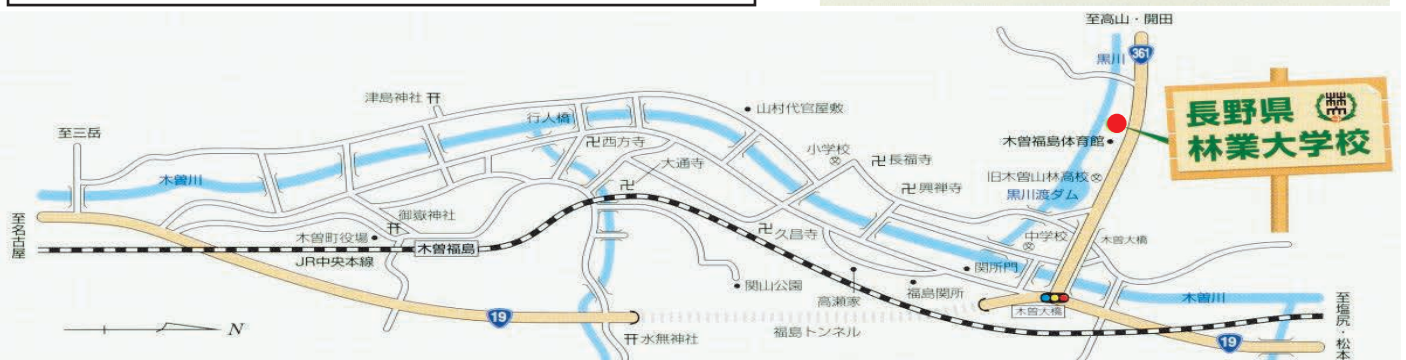 至高山・開田
361
黒川
長野県
林業大学校
津島神社
山村代官屋敷
行人橋
至三岳
西方寺
木曽福島体育館
小学校
長福寺
大通寺
旧木曽山林高校
興禅寺
木曽川
黒川渡ダム
御嶽神社
至名古屋
木曽町役場
木曽福島
久昌寺
中学校
木曽大橋
JR中央本線
関所門
関山公園
高瀬家
福島関所
木曽川
木曽大橋
至塩尻・松本
19
N
水無神社
福島トンネル
19